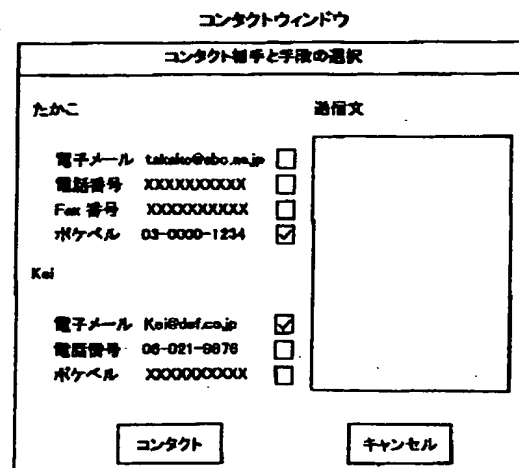 コンタクトウィンドウ
コンタクト相手と手段の選択
たかこ
電子メール takako@abc.ne.jp
電話番号 XXXXXXXXXX
Fax 番号 XXXXXXXXXX
ポケベル 03-0000-1234
Kei
電子メール Kei@def.co.jp
電話番号 06-021-9876
ポケベル XXXXXXXXXX
通信文
コンタクト
キャンセル